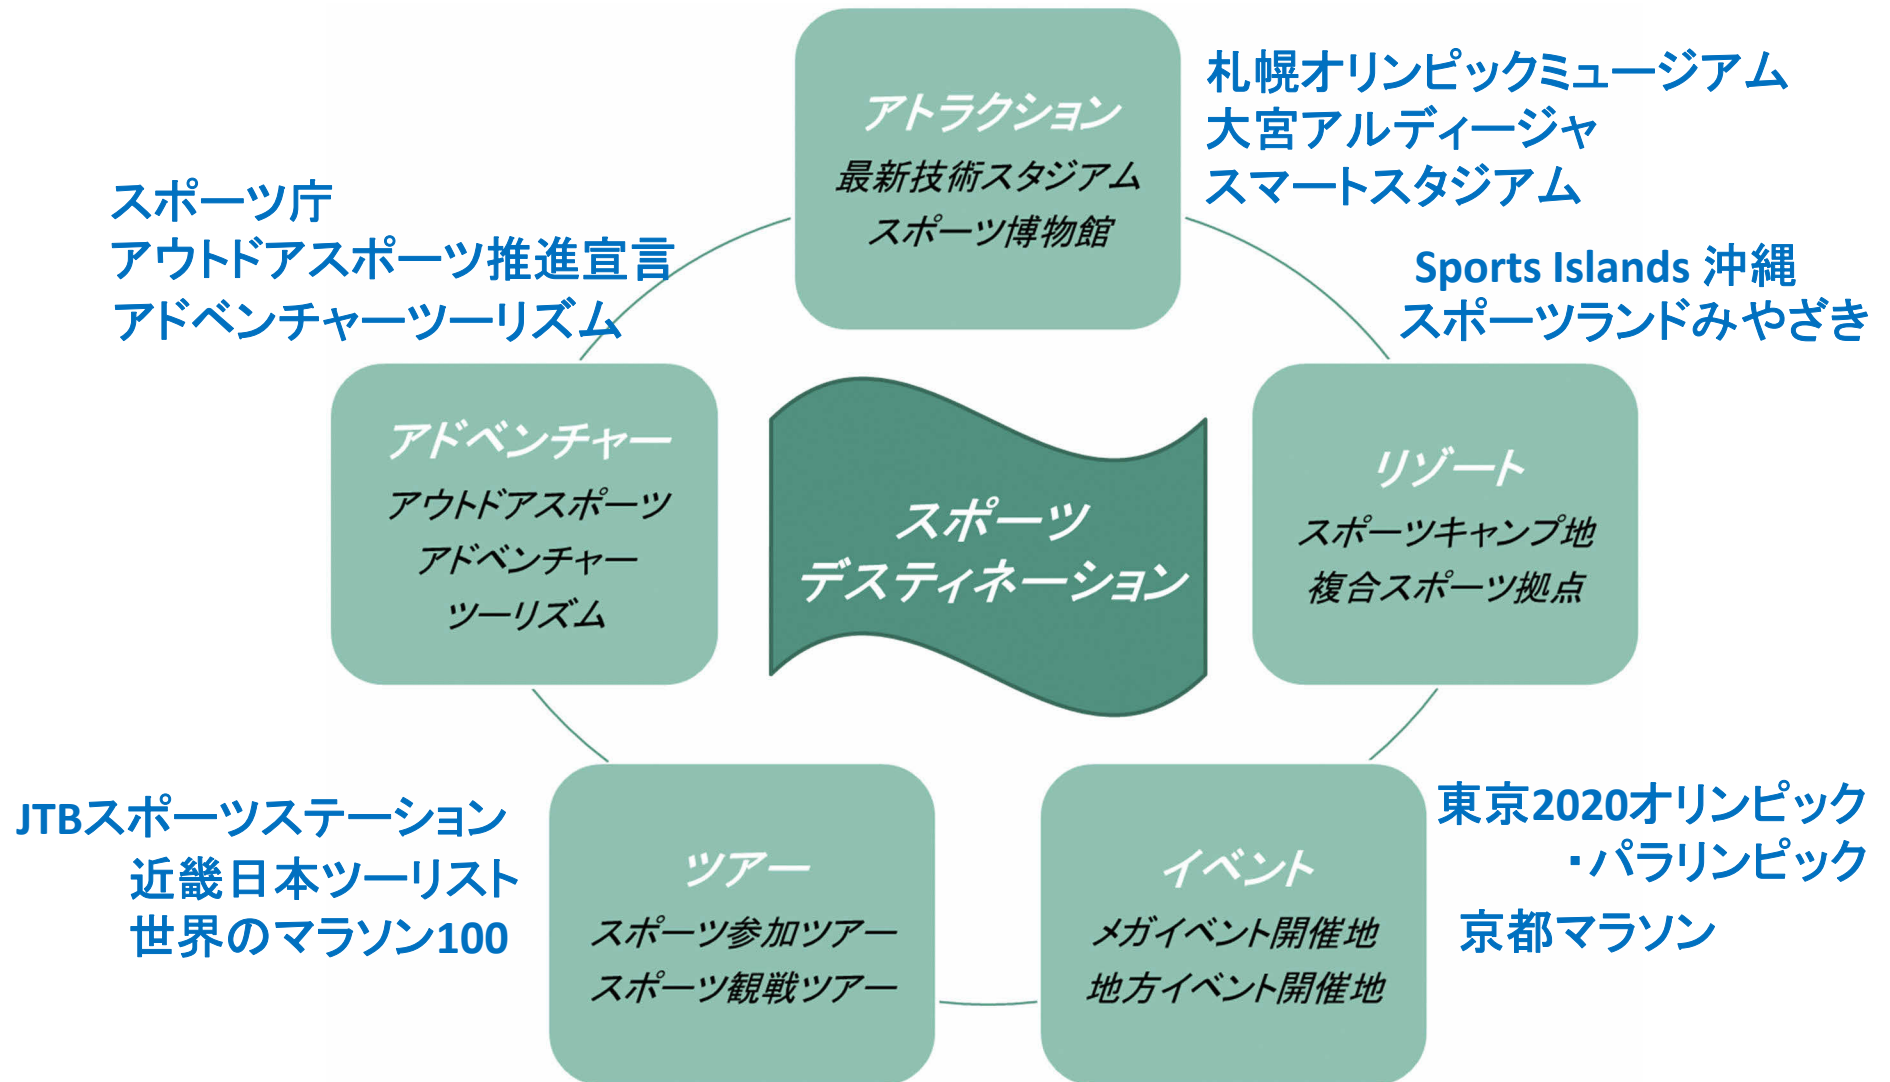 アトラクション
最新技術スタジアム
スポーツ博物館
札幌オリンピックミュージアム
大宮アルディージャ
スマートスタジアム
スポーツ庁
アウトドアスポーツ推進宣言
アドベンチャーツーリズム
Sports Islands 沖縄
スポーツランドみやざき
アドベンチャー
アウトドアスポーツ
アドベンチャー
ツーリズム
スポーツ
デスティネーション
リゾート
スポーツキャンプ地
複合スポーツ拠点
JTBスポーツステーション
近畿日本ツーリスト
世界のマラソン100
ツアー
スポーツ参加ツアー
スポーツ観戦ツアー
イベント
メガイベント開催地
地方イベント開催地
東京2020オリンピック
・パラリンピック
京都マラソン